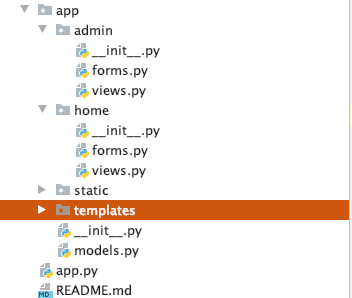 app
admin
__init__.py
forms.py
views.py
home
__init__.py
forms.py
views.py
static
templates
__init__.py
models.py
app.py
MD README.md